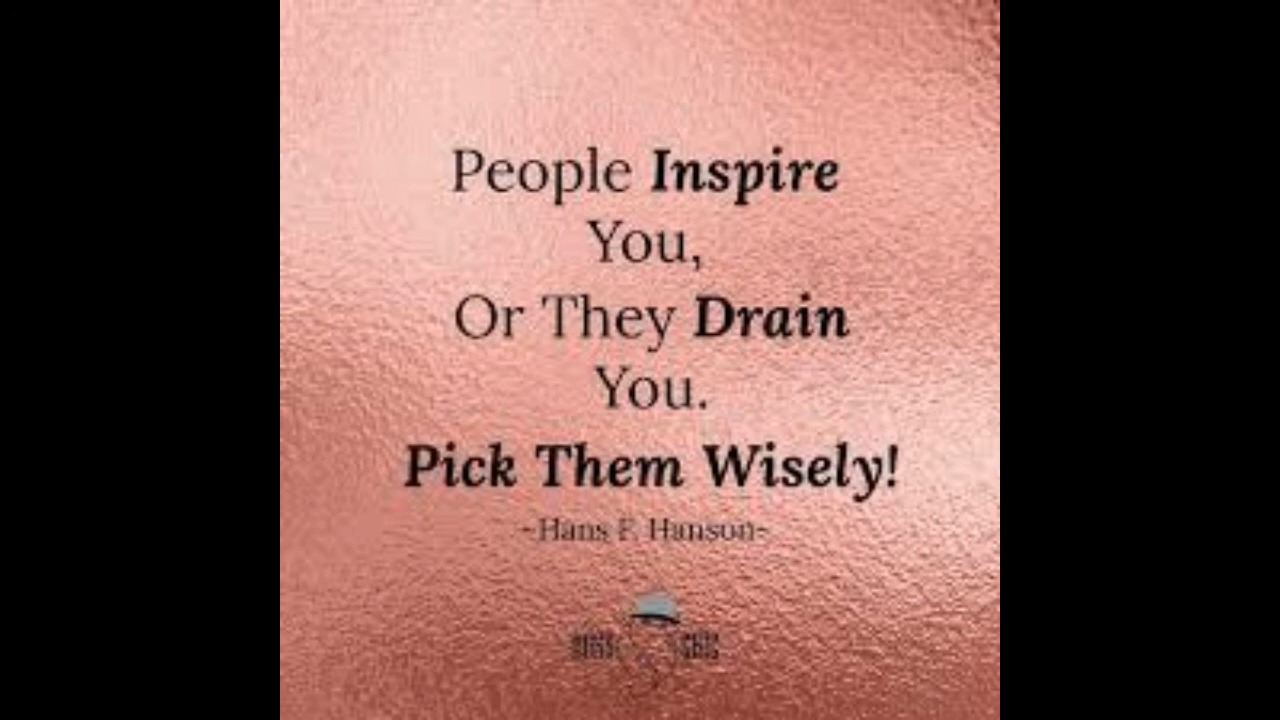 People Inspire
You,
Or They Drain
You.
Pick Them Wisely!
~Hans F. Hanson~